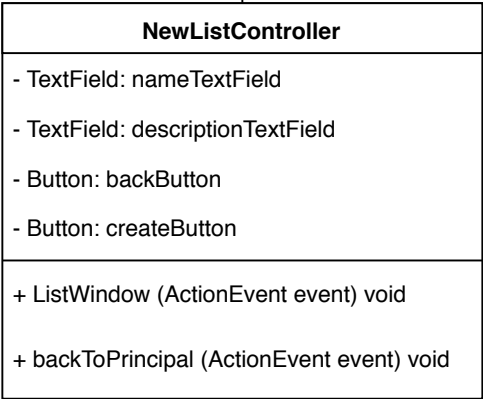 NewListController
- TextField: nameTextField
- TextField: descriptionTextField
- Button: backButton
- Button: createButton
+ ListWindow (ActionEvent event) void
+ backToPrincipal (ActionEvent event) void